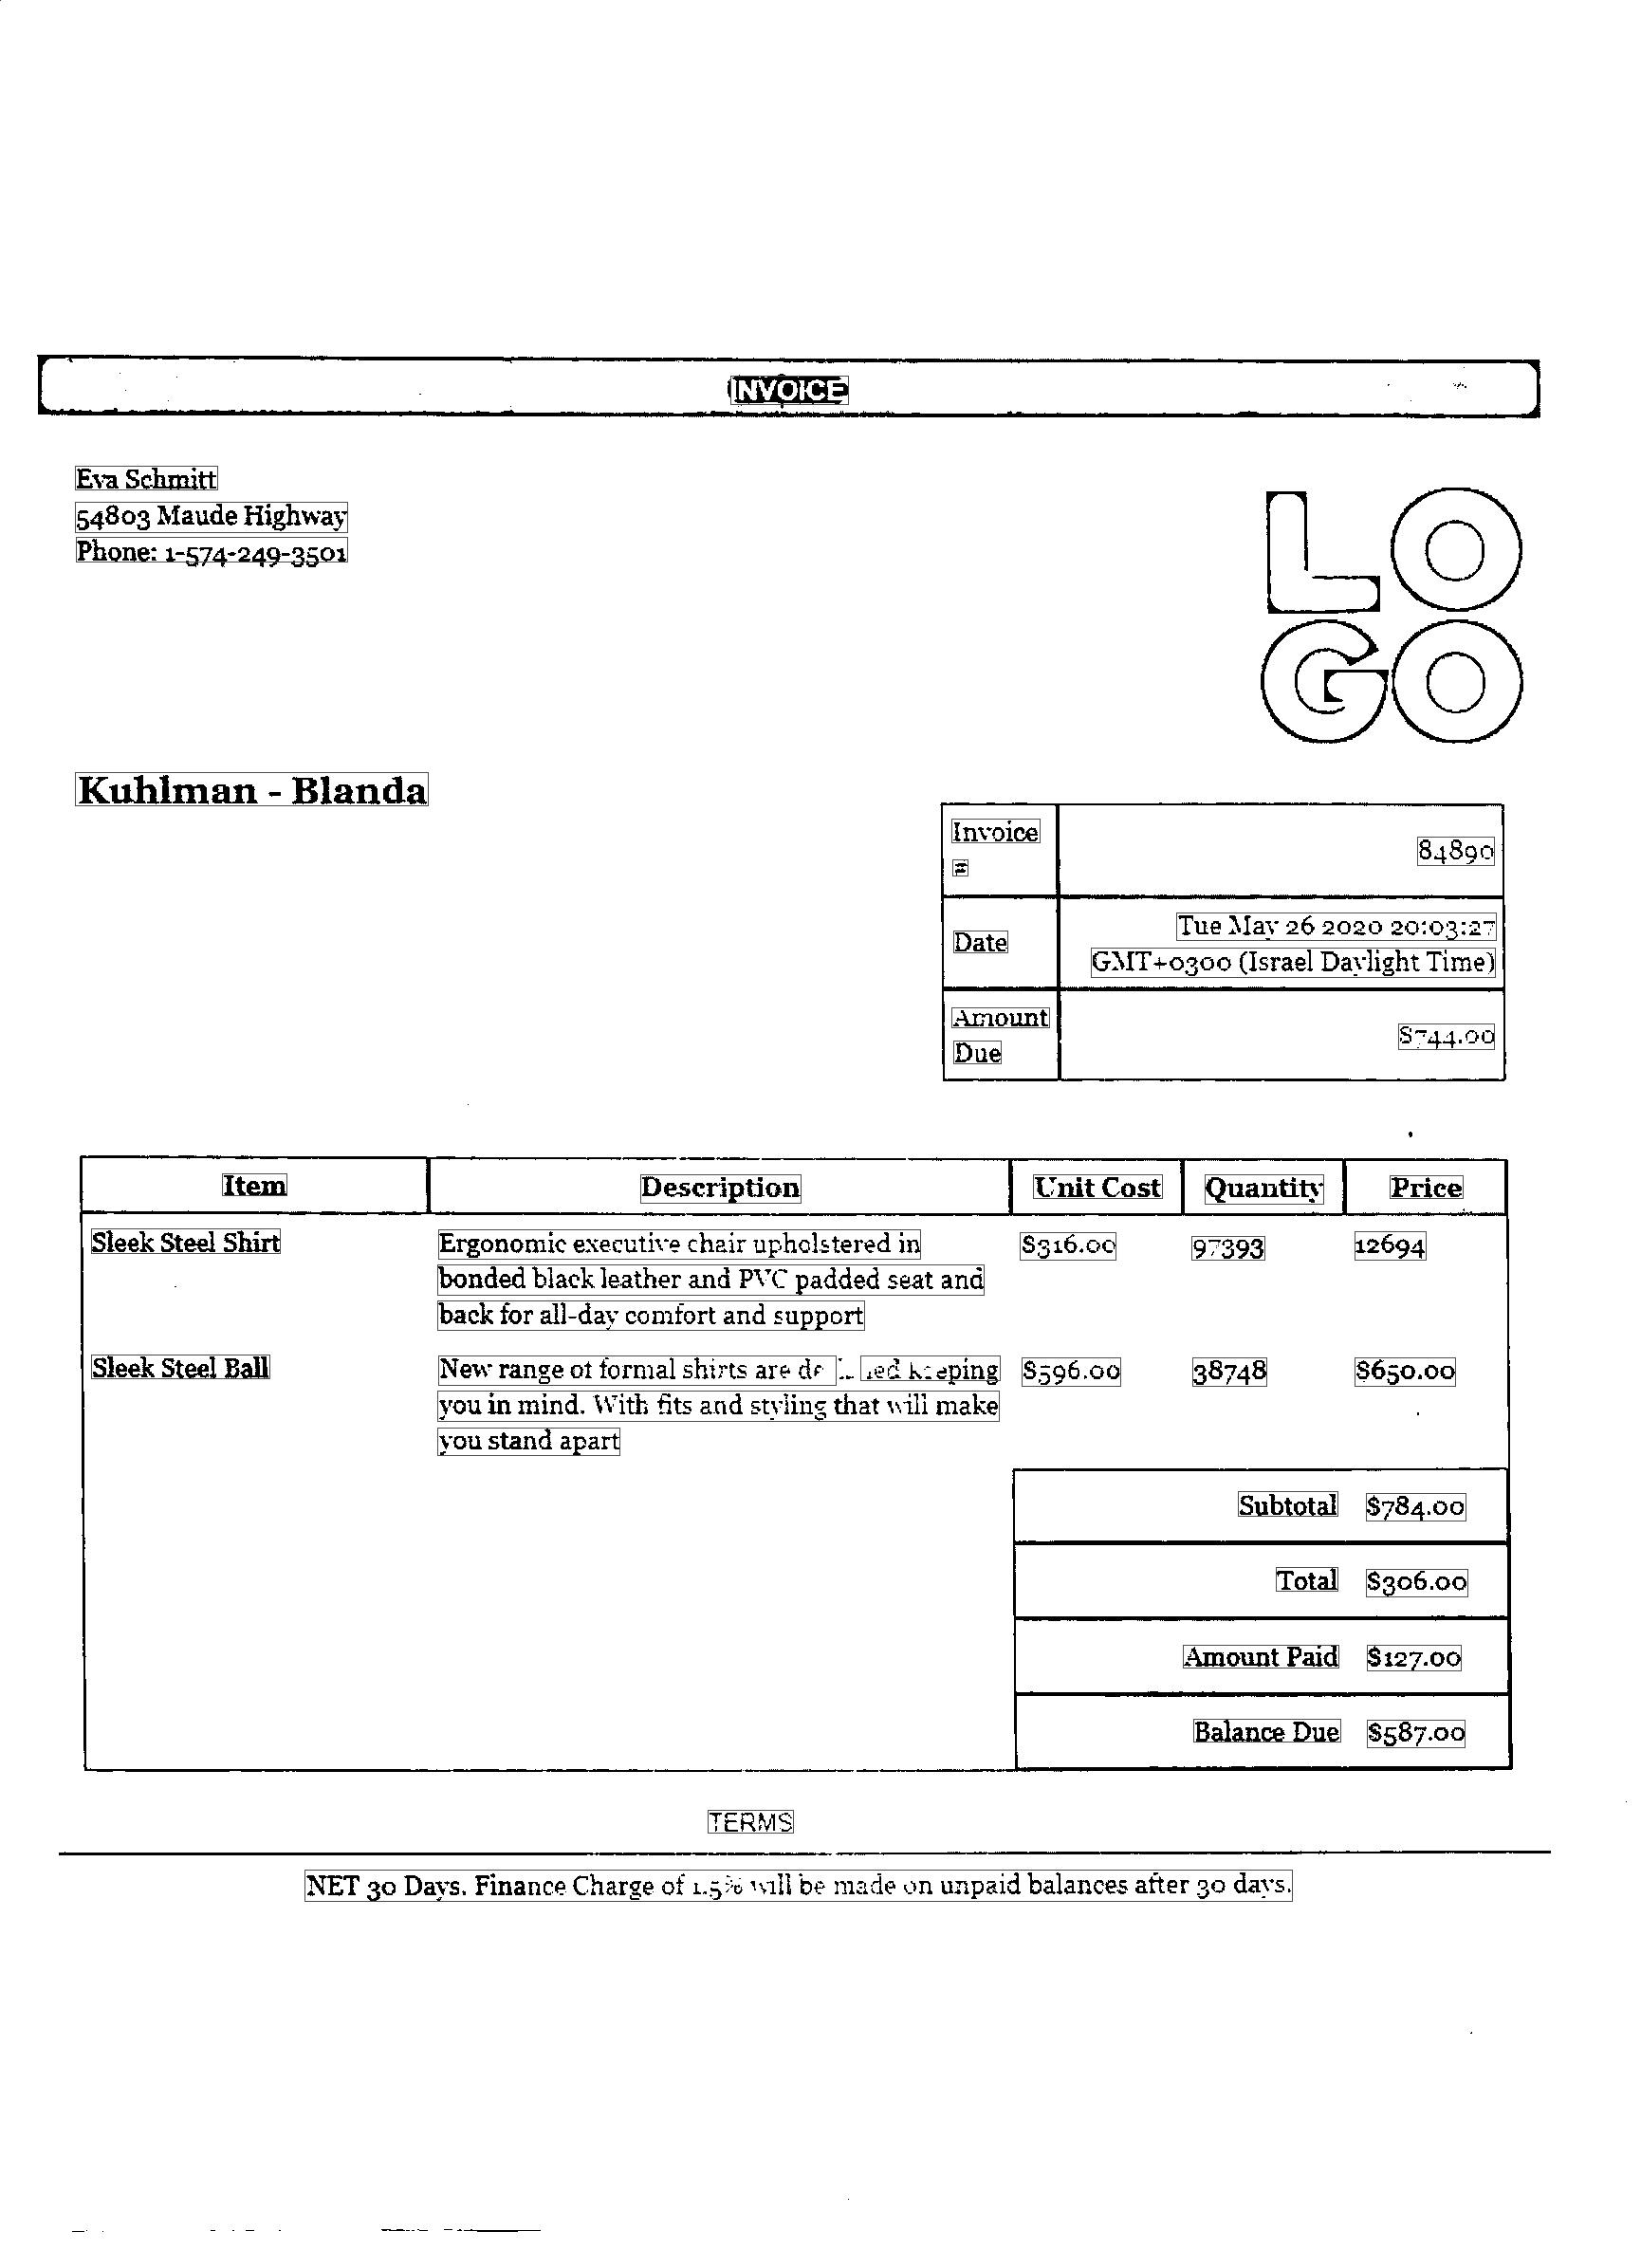 INVOICE
Eva Schmitt
54803 Maude Highway
Phone: 1-574-249-3501
LO
GO
Kuhlman - Blanda
Invoice
#
84890
Date
Tue May 26 2020 20:03:27
GMT+0300 (Israel Daylight Time)
Amount
Due
$744.00
Item Description Unit Cost Quantity Price
Sleek Steel Shirt Ergonomic executive chair upholstered in $316.00 97393 12694
bonded black leather and PVC padded seat and
back for all-day comfort and support
Sleek Steel Ball New range of formal shirts are keeping $596.00 38748 $650.00
you in mind. With fits and styling that will make
you stand apart
Subtotal $784.00
Total $306.00
Amount Paid $127.00
Balance Due $587.00
TERMS
NET 30 Days. Finance Charge of 1.5% will be made on unpaid balances after 30 days.